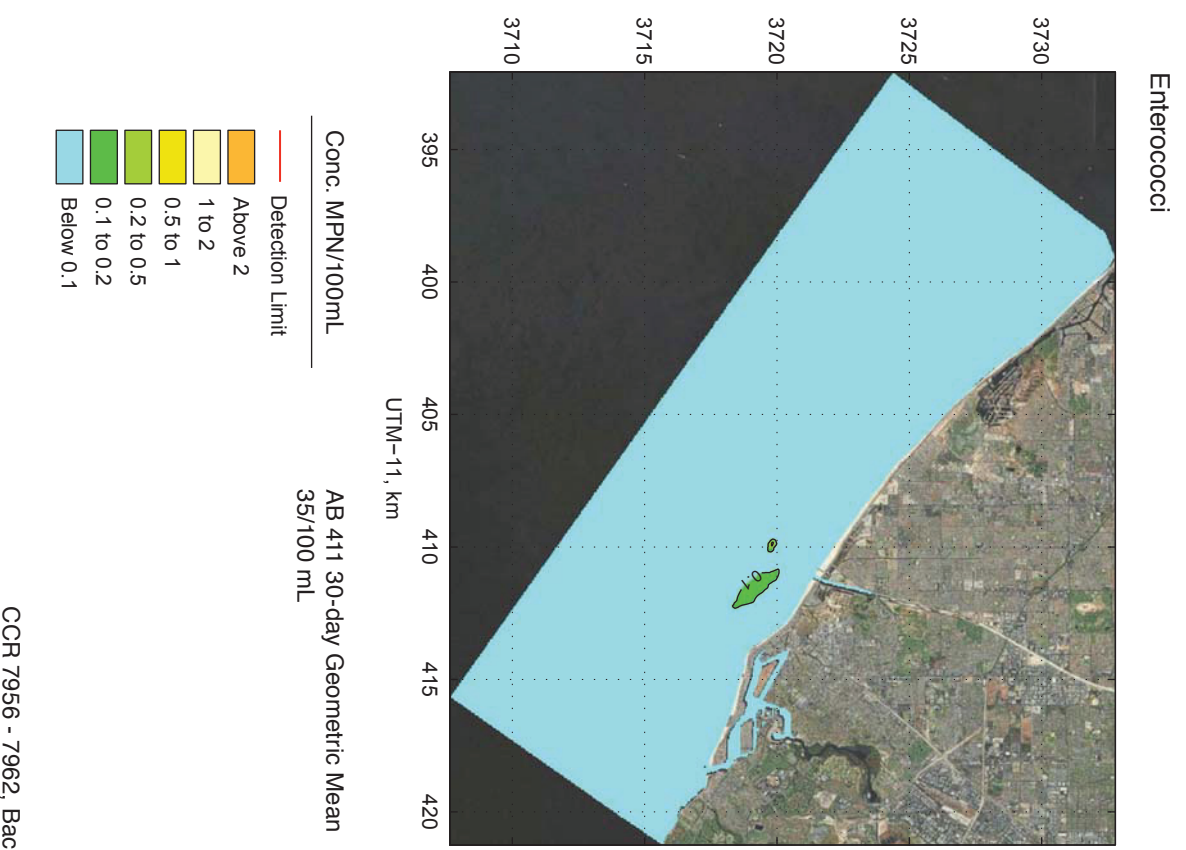 Enterococci
3730
3725
3720
3715
3710
395
400
405
410
415
420
UTM−11, km
0.1
Conc. MPN/100mL
Detection Limit
Above 2
1 to 2
0.5 to 1
0.2 to 0.5
0.1 to 0.2
Below 0.1
AB 411 30-day Geometric Mean
35/100 mL
CCR 7956 - 7962, Bac